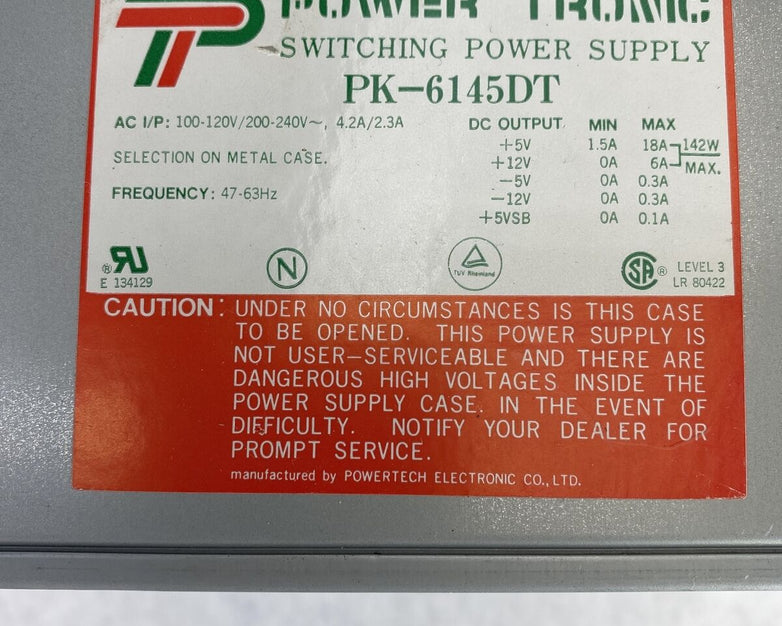 POWER TRONIC
SWITCHING POWER SUPPLY
PK-6145DT
AC I/P: 100-120V/200-240V~, 4.2A/2.3A
SELECTION ON METAL CASE.
FREQUENCY: 47-63Hz
DC OUTPUT MIN MAX
+5V 1.5A 18A 142W
+12V 0A 6A MAX.
-5V 0A 0.3A
-12V 0A 0.3A
+5VSB 0A 0.1A
RU ®
E 134129
N
TUV Rheinland
SA ® LEVEL 3
LR 80422
CAUTION: UNDER NO CIRCUMSTANCES IS THIS CASE
TO BE OPENED. THIS POWER SUPPLY IS
NOT USER-SERVICEABLE AND THERE ARE
DANGEROUS HIGH VOLTAGES INSIDE THE
POWER SUPPLY CASE. IN THE EVENT OF
DIFFICULTY. NOTIFY YOUR DEALER FOR
PROMPT SERVICE.
manufactured by POWERTECH ELECTRONIC CO., LTD.